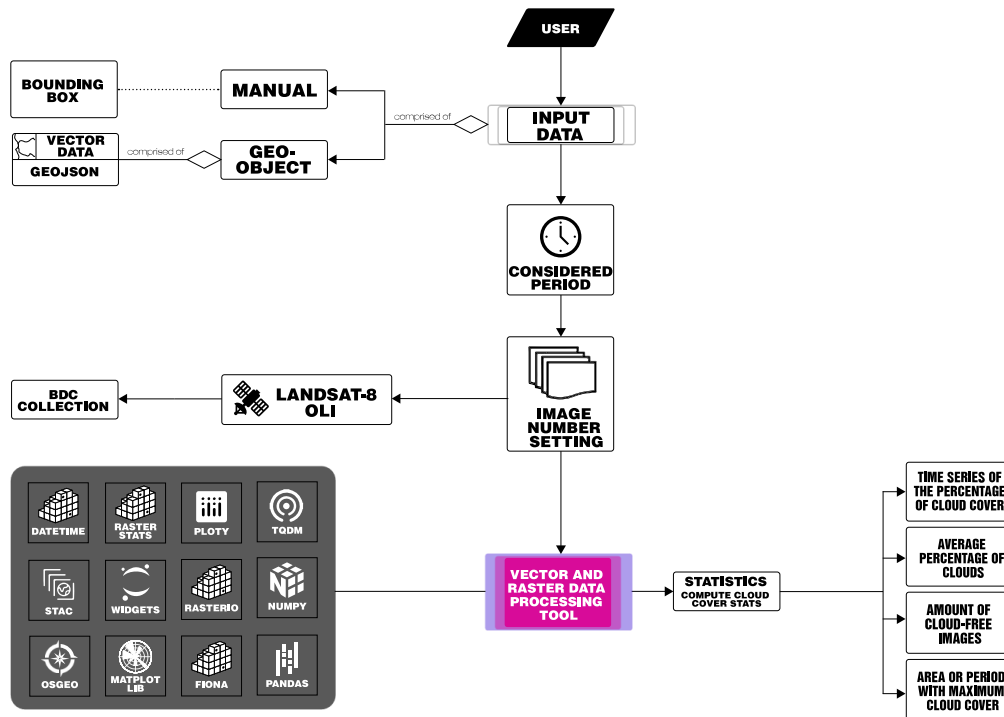 USER
BOUNDING
BOX
MANUAL
comprised of
INPUT
DATA
VECTOR
DATA
GEOJSON
comprised of
GEO-
OBJECT
CONSIDERED
PERIOD
BDC
COLLECTION
LANDSAT-8
OLI
IMAGE
NUMBER
SETTING
DATETIME
RASTER
STATS
PLOTY
TQDM
STAC
WIDGETS
RASTERIO
NUMPY
OSGEO
MATPLOT
LIB
FIONA
PANDAS
VECTOR AND
RASTER DATA
PROCESSING
TOOL
STATISTICS
COMPUTE CLOUD
COVER STATS
TIME SERIES OF
THE PERCENTAGE
OF CLOUD COVER
AVERAGE
PERCENTAGE OF
CLOUDS
AMOUNT OF
CLOUD-FREE
IMAGES
AREA OR PERIOD
WITH MAXIMUM
CLOUD COVER